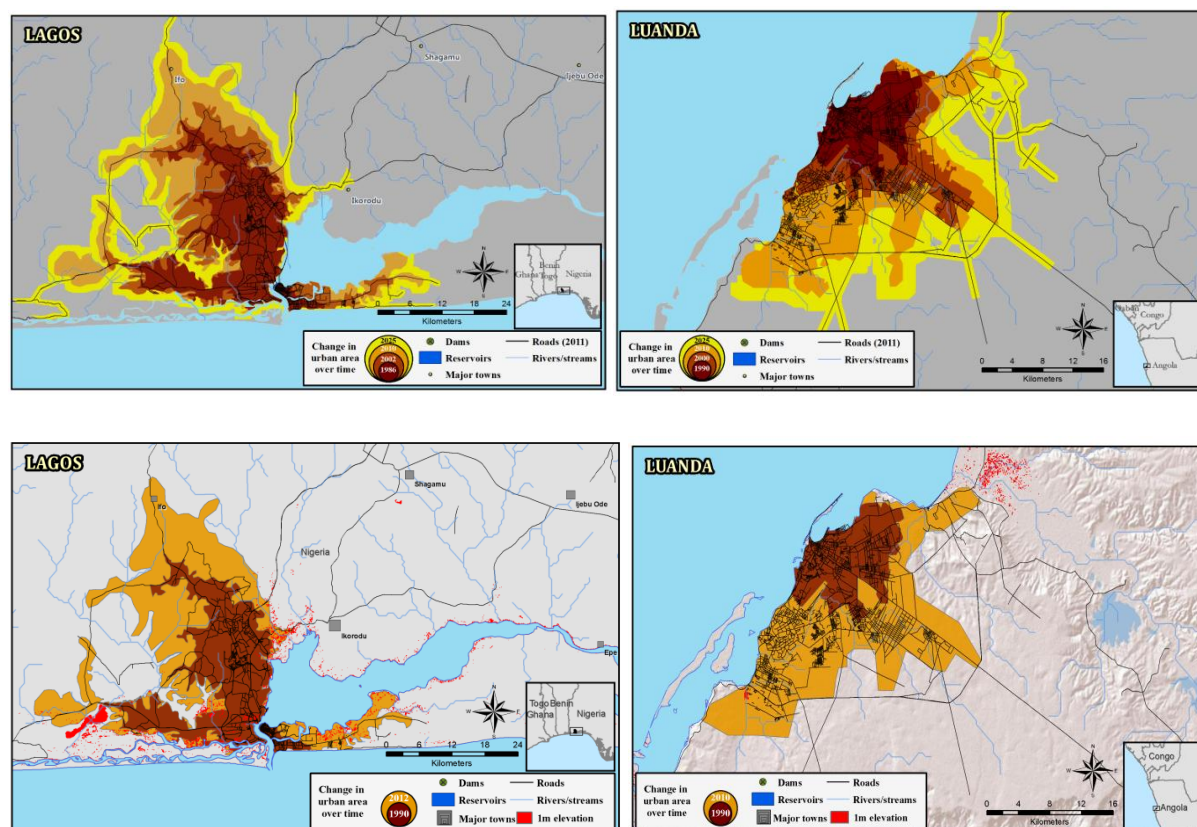 LAGOS
Shagamu
Ijebu Ode
Ifo
Ikorodu
N
W
E
S
0 6 12 18 24
Kilometers
Benin
Ghana Togo Nigeria
Change in
urban area
over time
2025
2010
2002
1986
Dams
Reservoirs
Major towns
Roads (2011)
Rivers/streams
LUANDA
N
W
E
S
0 4 8 12 16
Kilometers
Gabon
Congo
Angola
Change in
urban area
over time
2025
2010
2000
1990
Dams
Reservoirs
Major towns
Roads (2011)
Rivers/streams
LAGOS
Shagamu
Ijebu Ode
Ifo
Nigeria
Ikorodu
Epe
N
W
E
S
0 6 12 18 24
Kilometers
Togo Benin
Ghana Nigeria
Change in
urban area
over time
2012
1990
Dams
Reservoirs
Major towns
Roads
Rivers/streams
1m elevation
LUANDA
N
W
E
S
0 4 8 12 16
Kilometers
Congo
Angola
Change in
urban area
over time
2010
1990
Dams
Reservoirs
Major towns
Roads
Rivers/streams
1m elevation